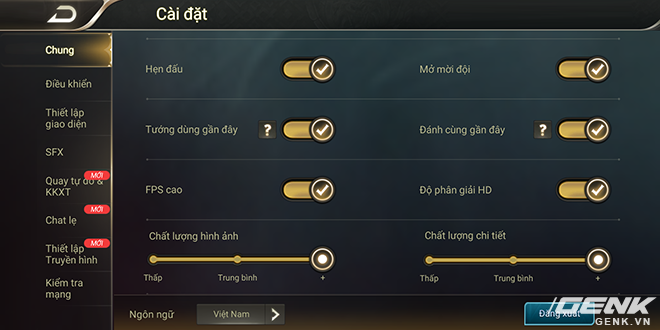 Cài đặt
Chung
Điều khiển
Thiết lập
giao diện
SFX
MỚI
Quay tự do &
KKXT
MỚI
Chat lẹ
MỚI
Thiết lập
Truyền hình
Kiểm tra
mạng
Hẹn đấu
Mở mời đội
Tướng dùng gần đây ?
Đánh cùng gần đây ?
FPS cao
Độ phân giải HD
Chất lượng hình ảnh
Chất lượng chi tiết
Thấp Trung bình +
Thấp Trung bình +
Ngôn ngữ Việt Nam
Đăng xuất
GENK
GENK.VN